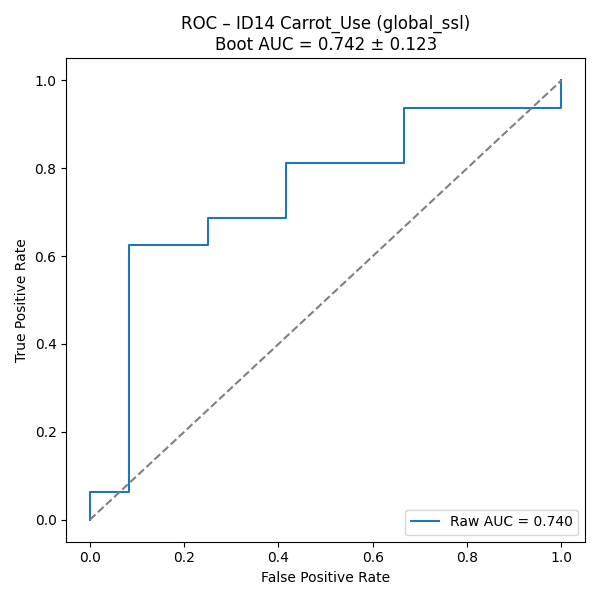 ROC – ID14 Carrot_Use (global_ssl)
Boot AUC = 0.742 ± 0.123
True Positive Rate
1.0
0.8
0.6
0.4
0.2
0.0
Raw AUC = 0.740
0.0 0.2 0.4 0.6 0.8 1.0
False Positive Rate